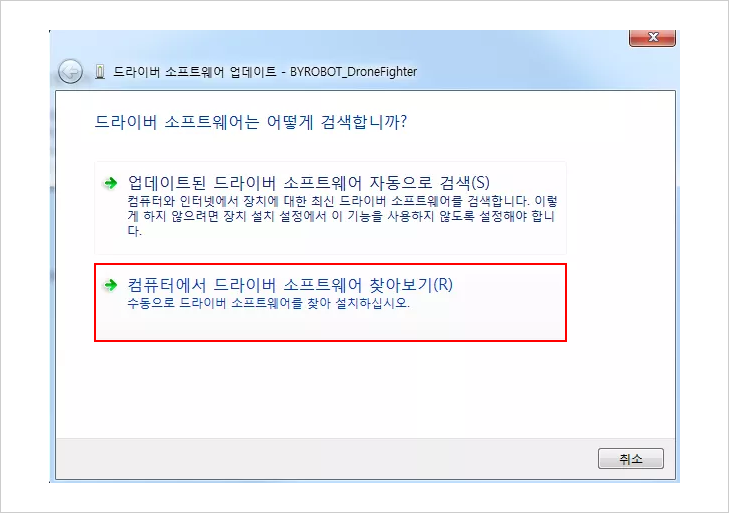 드라이버 소프트웨어 업데이트 - BYROBOT_DroneFighter
드라이버 소프트웨어는 어떻게 검색합니까?
업데이트된 드라이버 소프트웨어 자동으로 검색(S)
컴퓨터와 인터넷에서 장치에 대한 최신 드라이버 소프트웨어를 검색합니다. 이렇
게 하지 않으려면 장치 설치 설정에서 이 기능을 사용하지 않도록 설정해야 합니
다.
컴퓨터에서 드라이버 소프트웨어 찾아보기(R)
수동으로 드라이버 소프트웨어를 찾아 설치하십시오.
취소